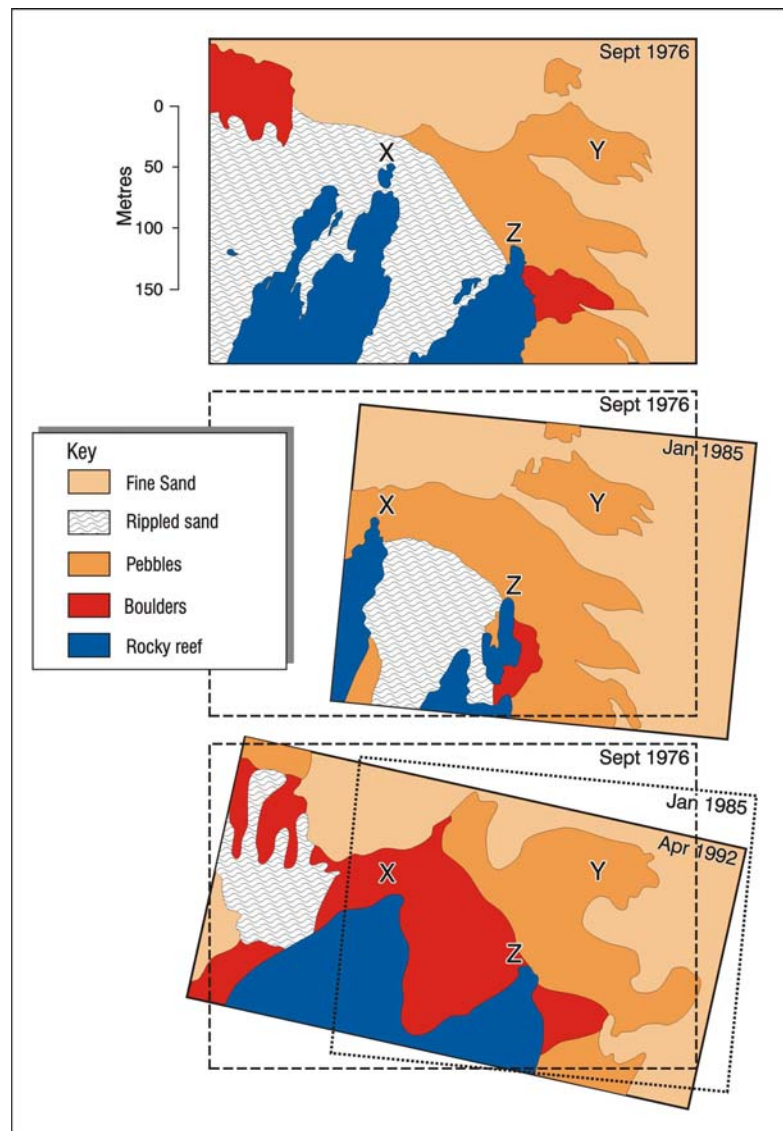 Sept 1976
0
50
100
150
Metres
X
Y
Z
Sept 1976
Jan 1985
X
Y
Z
Key
Fine Sand
Rippled sand
Pebbles
Boulders
Rocky reef
Sept 1976
Jan 1985
Apr 1992
X
Y
Z